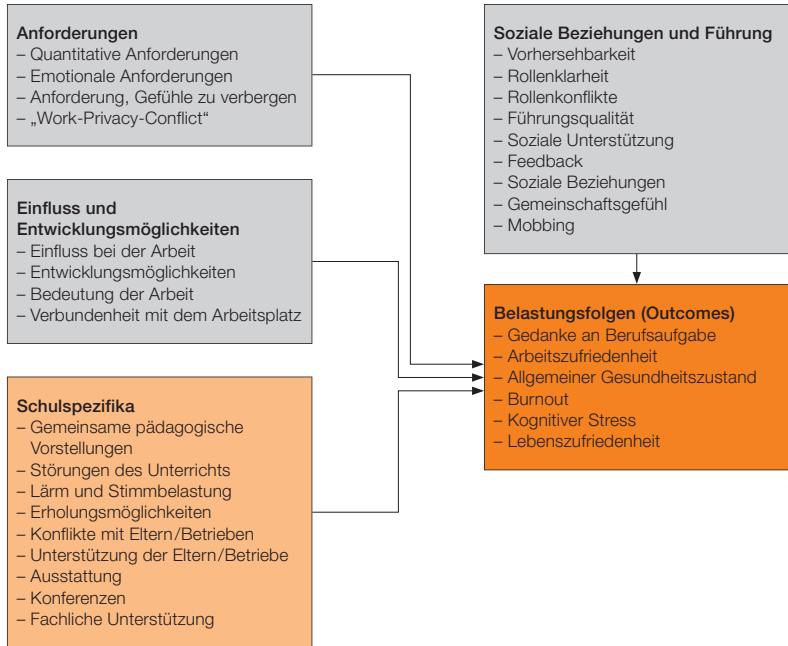 Anforderungen
– Quantitative Anforderungen
– Emotionale Anforderungen
– Anforderung, Gefühle zu verbergen
– „Work-Privacy-Conflict“
Einfluss und
Entwicklungsmöglichkeiten
– Einfluss bei der Arbeit
– Entwicklungsmöglichkeiten
– Bedeutung der Arbeit
– Verbundenheit mit dem Arbeitsplatz
Schulspezifika
– Gemeinsame pädagogische
Vorstellungen
– Störungen des Unterrichts
– Lärm und Stimmbelastung
– Erholungsmöglichkeiten
– Konflikte mit Eltern/Betrieben
– Unterstützung der Eltern/Betriebe
– Ausstattung
– Konferenzen
– Fachliche Unterstützung
Soziale Beziehungen und Führung
– Vorhersehbarkeit
– Rollenklarheit
– Rollenkonflikte
– Führungsqualität
– Soziale Unterstützung
– Feedback
– Soziale Beziehungen
– Gemeinschaftsgefühl
– Mobbing
Belastungsfolgen (Outcomes)
– Gedanke an Berufsaufgabe
– Arbeitszufriedenheit
– Allgemeiner Gesundheitszustand
– Burnout
– Kognitiver Stress
– Lebenszufriedenheit